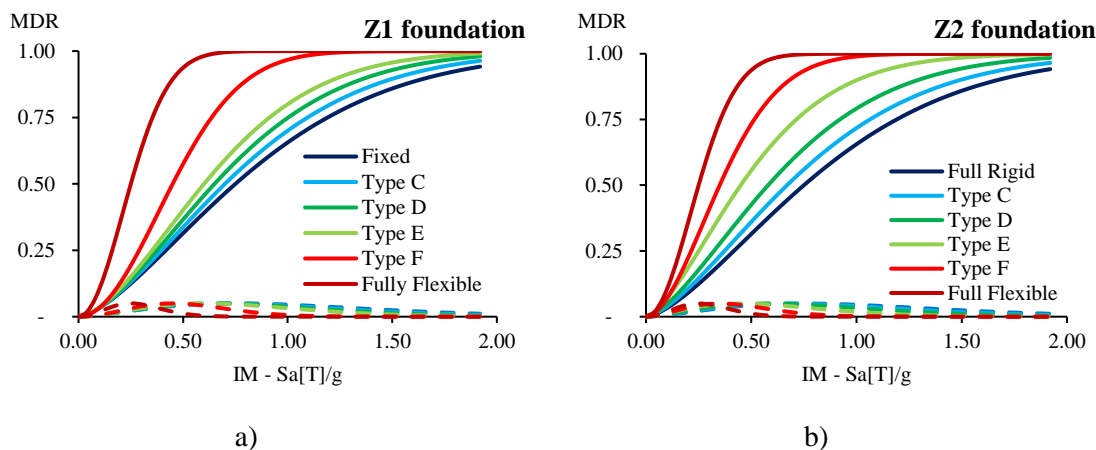 MDR
Z1 foundation
1.00
0.75
0.50
0.25
-
Fixed
Type C
Type D
Type E
Type F
Fully Flexible
0.00 0.50 1.00 1.50 2.00
IM - Sa[T]/g
a)
MDR
Z2 foundation
1.00
0.75
0.50
0.25
-
Full Rigid
Type C
Type D
Type E
Type F
Full Flexible
0.00 0.50 1.00 1.50 2.00
IM - Sa[T]/g
b)